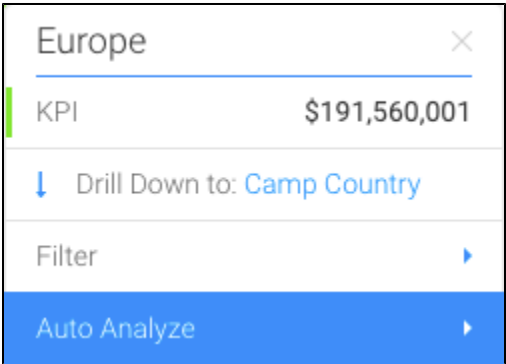 Europe
KPI $191,560,001
Drill Down to: Camp Country
Filter
Auto Analyze